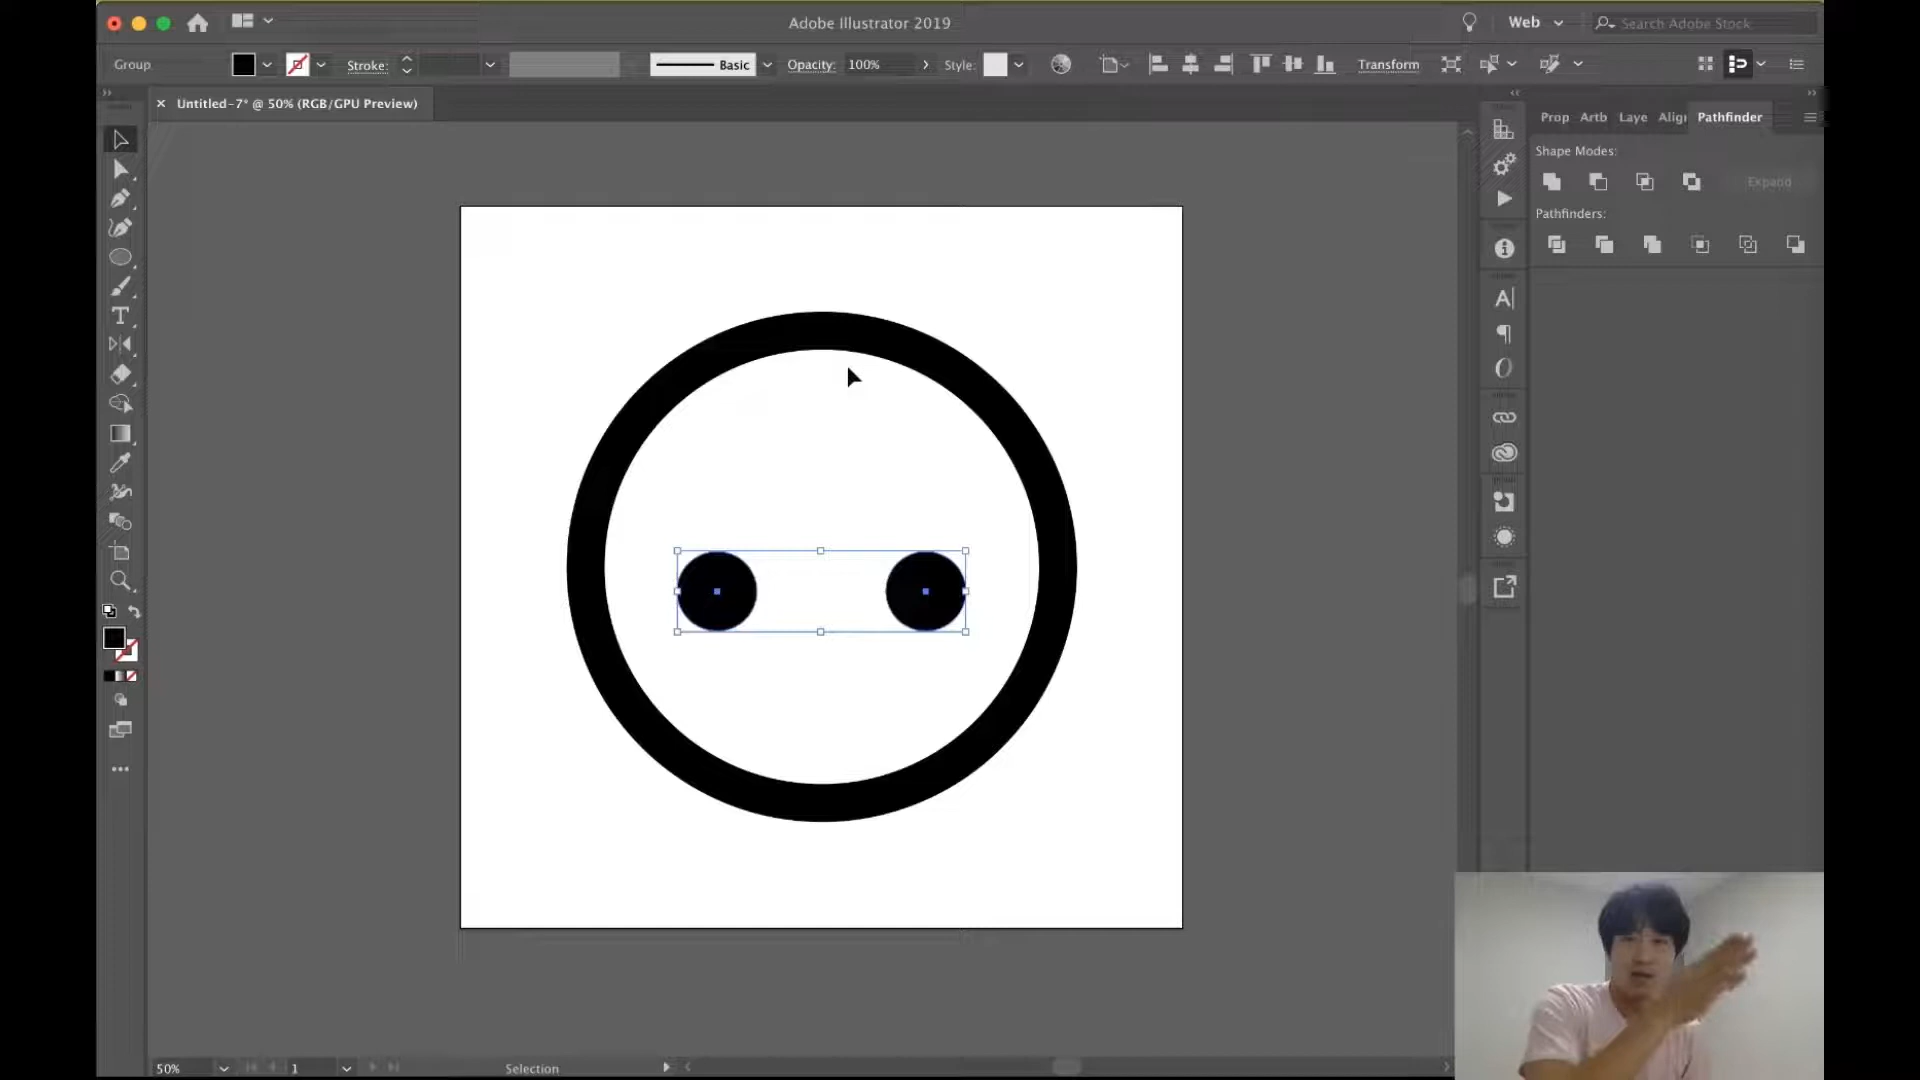 Adobe Illustrator 2019
Web
Search Adobe Stock
Group
Stroke:
Basic
Opacity: 100%
Style:
Transform
Untitled-7* @ 50% (RGB/GPU Preview)
Prop
Artb
Laye
Aligi
Pathfinder
Shape Modes:
Expand
Pathfinders:
50%
1
Selection